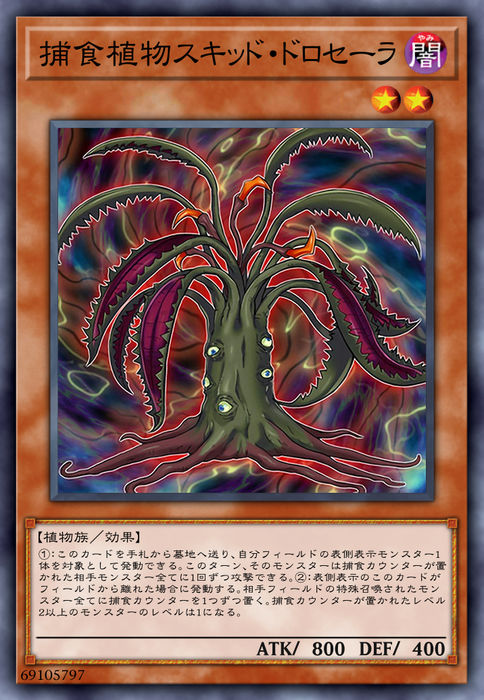 捕食植物スキッド・ドロセーラ
やみ
闇
【植物族／効果】
①:このカードを手札から墓地へ送り、自分フィールドの表側表示モンスター1
体を対象として発動できる。このターン、そのモンスターは捕食カウンターが置
かれた相手モンスター全てに1回ずつ攻撃できる。②:表側表示のこのカードが
フィールドから離れた場合に発動する。相手フィールドの特殊召喚されたモ
ンスター全てに捕食カウンターを1つずつ置く。捕食カウンターが置かれたレベル
2以上のモンスターのレベルは1になる。
ATK/ 800 DEF/ 400
69105797